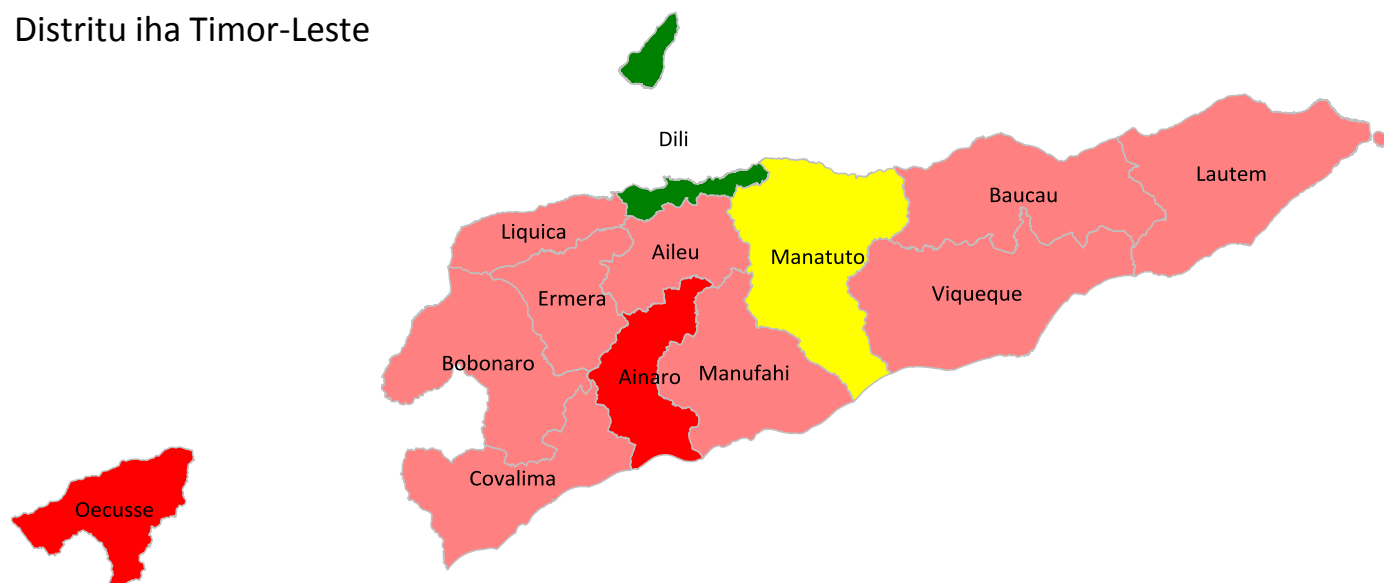 Distritu iha Timor-Leste
Dili
Lautem
Baucau
Liquica
Aileu
Manatuto
Ermera
Viqueque
Bobonaro
Ainaro
Manufahi
Covalima
Oecusse